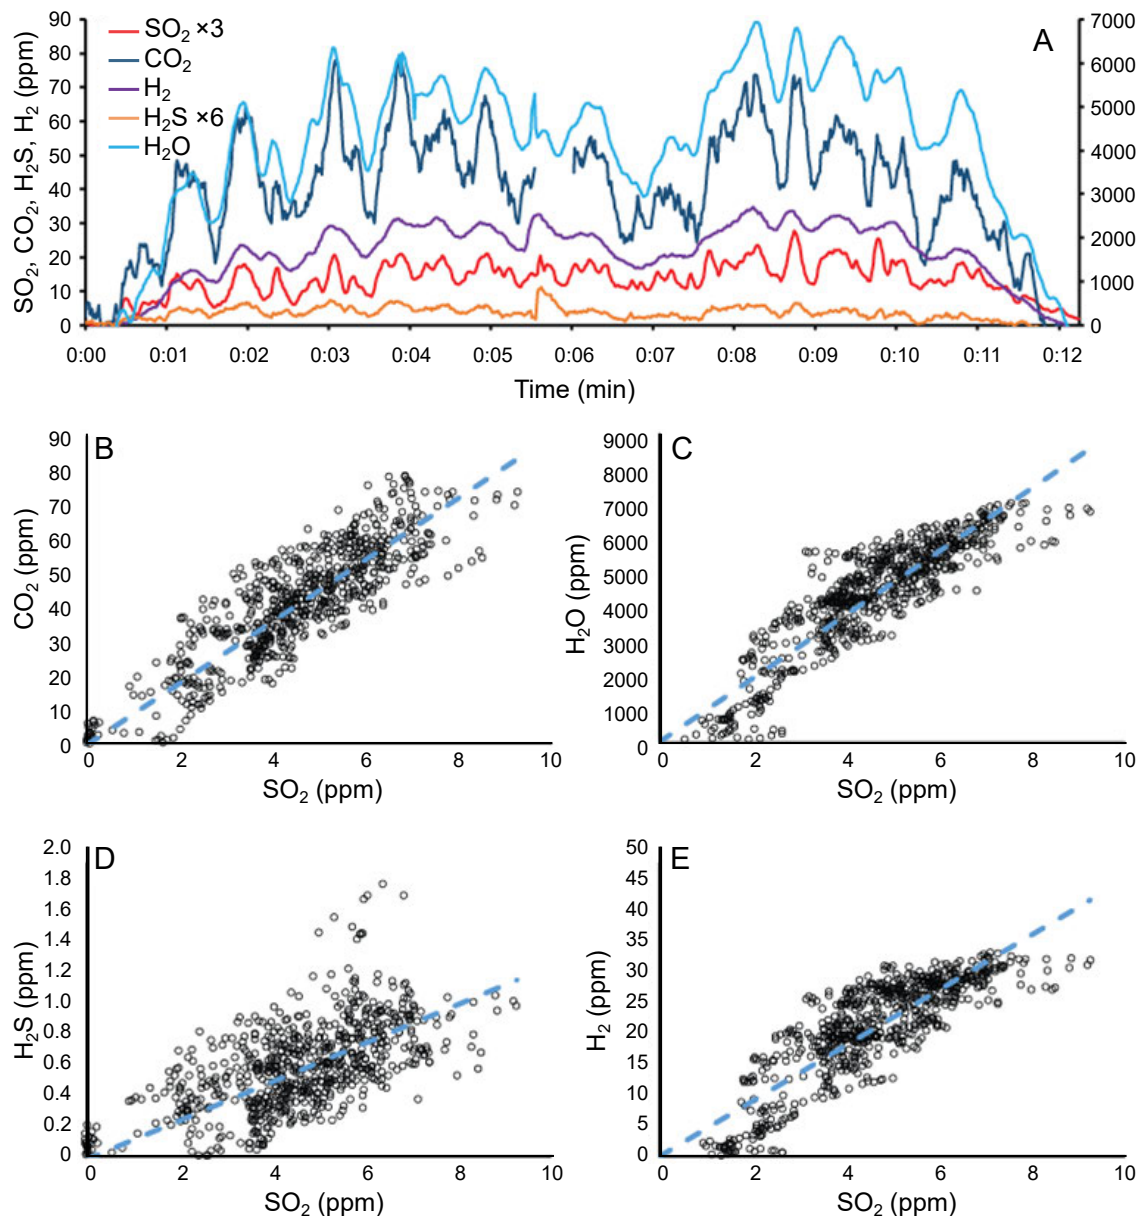 A
SO₂, CO₂, H₂S, H₂ (ppm)
90
80
70
60
50
40
30
20
10
0
SO₂ ×3
CO₂
H₂
H₂S ×6
H₂O
7000
6000
5000
4000
3000
2000
1000
0
0:00 0:01 0:02 0:03 0:04 0:05 0:06 0:07 0:08 0:09 0:10 0:11 0:12
Time (min)
B
CO₂ (ppm)
90
80
70
60
50
40
30
20
10
0
0 2 4 6 8 10
SO₂ (ppm)
C
H₂O (ppm)
9000
8000
7000
6000
5000
4000
3000
2000
1000
0
0 2 4 6 8 10
SO₂ (ppm)
D
H₂S (ppm)
2.0
1.8
1.6
1.4
1.2
1.0
0.8
0.6
0.4
0.2
0
0 2 4 6 8 10
SO₂ (ppm)
E
H₂ (ppm)
50
45
40
35
30
25
20
15
10
5
0
0 2 4 6 8 10
SO₂ (ppm)